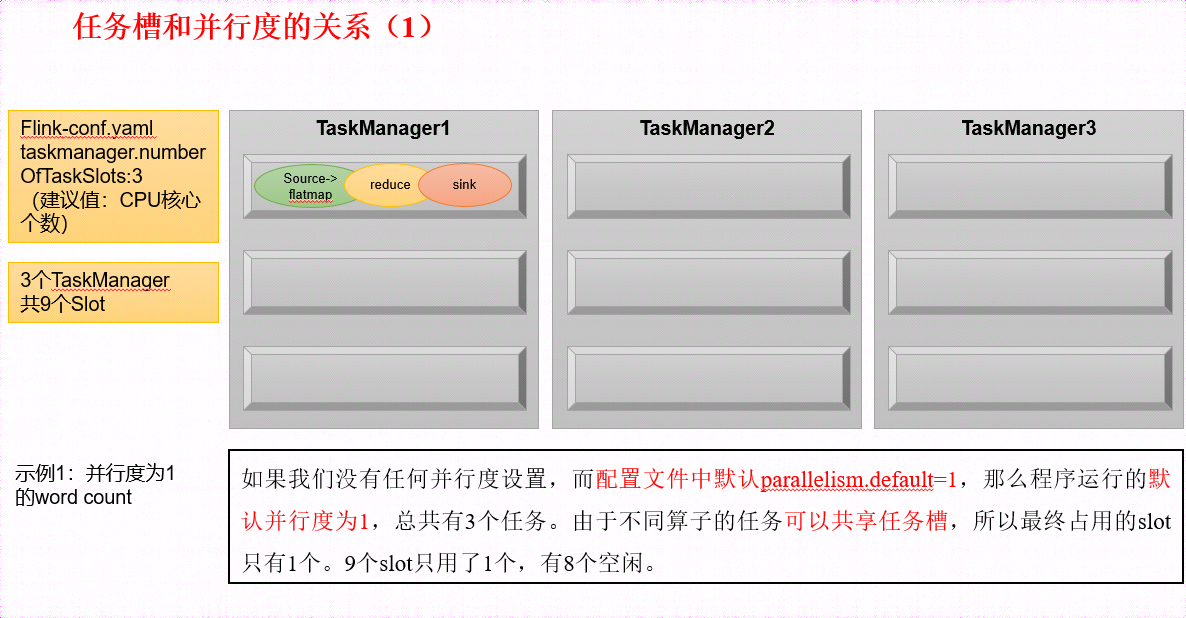 任务槽和并行度的关系（1）
Flink-conf.yaml
taskmanager.number
OfTaskSlots:3
（建议值：CPU核心
个数）
3个TaskManager
共9个Slot
TaskManager1
Source->
flatmap
reduce
sink
TaskManager2
TaskManager3
示例1：并行度为1
的word count
如果我们没有任何并行度设置，而配置文件中默认parallelism.default=1，那么程序运行的默
认并行度为1，总共有3个任务。由于不同算子的任务可以共享任务槽，所以最终占用的slot
只有1个。9个slot只用了1个，有8个空闲。